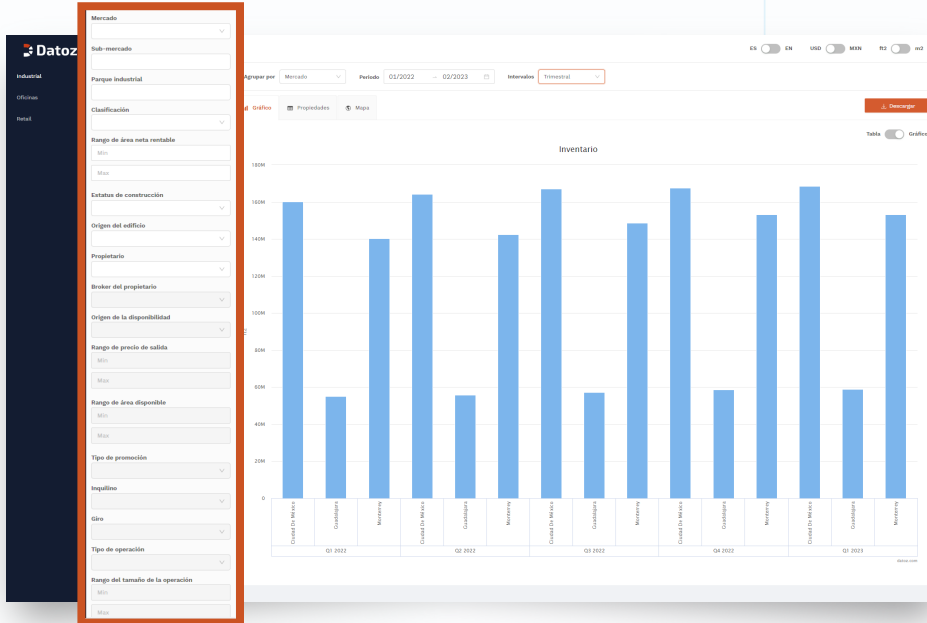 Datoz
Industrial
Oficinas
Retail
Mercado
Sub-mercado
Parque industrial
Clasificación
Rango de área neta rentable
Min
Max
Estatus de construcción
Origen del edificio
Propietario
Broker del propietario
Origen de la disponibilidad
Rango de precio de salida
Min
Max
Rango de área disponible
Min
Max
Tipo de promoción
Inquilino
Giro
Tipo de operación
Rango del tamaño de la operación
Min
Max
ES EN USD MXN ft2 m2
Agrupar por Mercado Periodo 01/2022 - 02/2023 Intervalos Trimestral
Gráfico Propiedades Mapa
Descargar
Tabla Gráfico
Inventario
180M
160M
140M
120M
100M
80M
60M
40M
20M
0
Ciudad De México Guadalajara Monterrey Ciudad De México Guadalajara Monterrey Ciudad De México Guadalajara Monterrey Ciudad De México Guadalajara Monterrey Ciudad De México Guadalajara Monterrey
Q1 2022 Q2 2022 Q3 2022 Q4 2022 Q1 2023